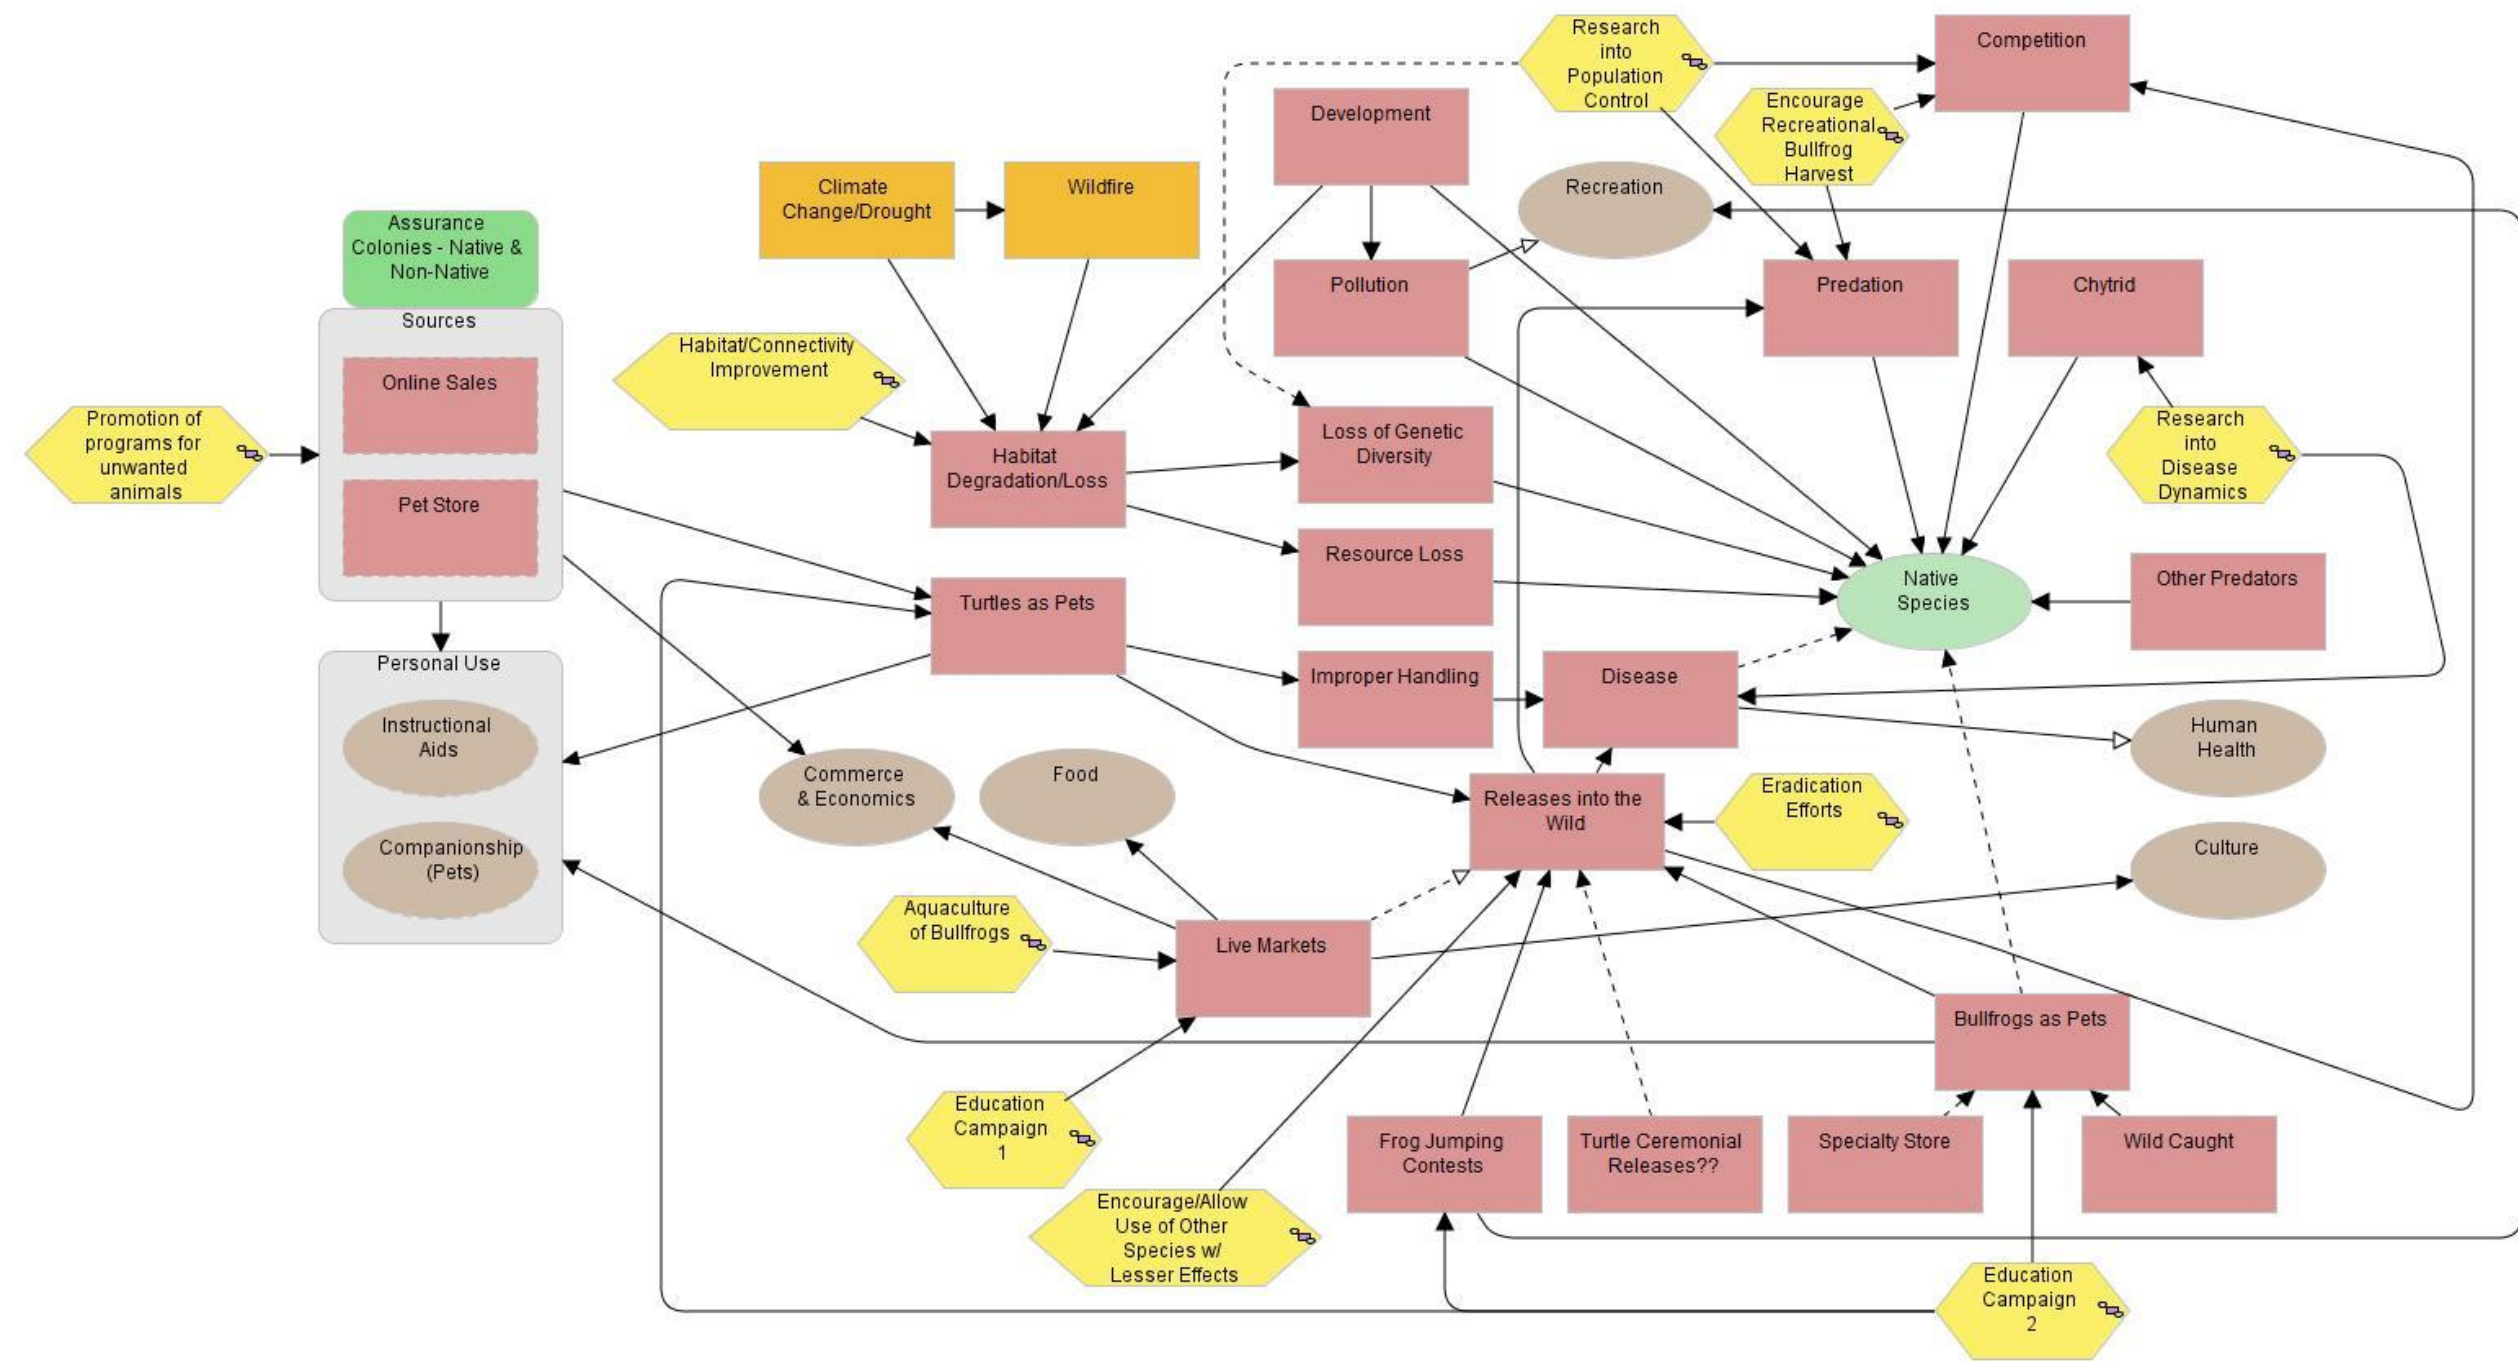 Research
into
Population
Control
Competition
Encourage
Recreational
Bullfrog
Harvest
Development
Climate
Change/Drought
Wildfire
Recreation
Assurance
Colonies - Native &
Non-Native
Sources
Online Sales
Pet Store
Promotion of
programs for
unwanted
animals
Habitat/Connectivity
Improvement
Pollution
Predation
Chytrid
Habitat
Degradation/Loss
Loss of Genetic
Diversity
Research
into
Disease
Dynamics
Resource Loss
Native
Species
Other Predators
Turtles as Pets
Personal Use
Instructional
Aids
Companionship
(Pets)
Improper Handling
Disease
Human
Health
Commerce
& Economics
Food
Releases into the
Wild
Eradication
Efforts
Culture
Aquaculture
of Bullfrogs
Live Markets
Bullfrogs as Pets
Education
Campaign
1
Frog Jumping
Contests
Turtle Ceremonial
Releases??
Specialty Store
Wild Caught
Encourage/Allow
Use of Other
Species w/
Lesser Effects
Education
Campaign
2